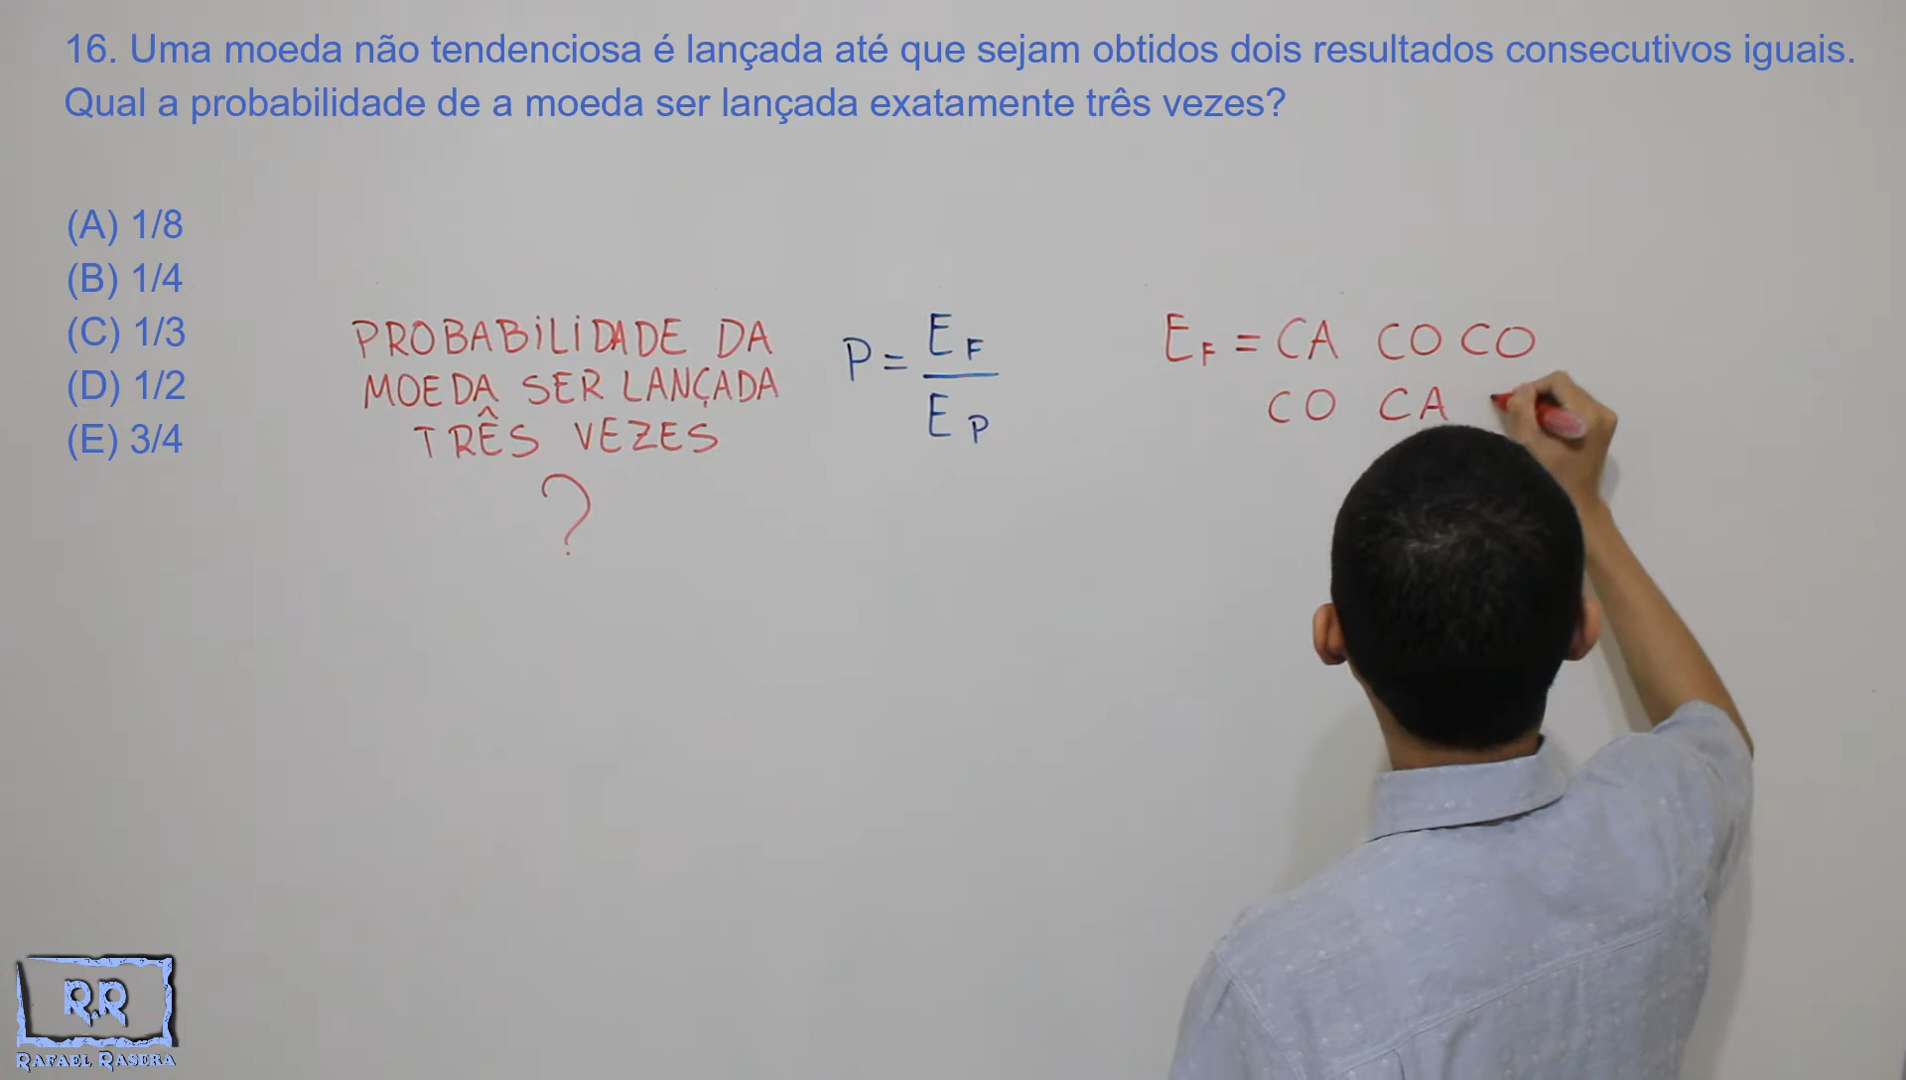 16. Uma moeda não tendenciosa é lançada até que sejam obtidos dois resultados consecutivos iguais.
Qual a probabilidade de a moeda ser lançada exatamente três vezes?
(A) 1/8
(B) 1/4
(C) 1/3
(D) 1/2
(E) 3/4
PROBABILIDADE DA
MOEDA SER LANÇADA
TRÊS VEZES
?
P = EF / EP
EF = CA CO CO
CO CA
RR
RAFAEL RASERA